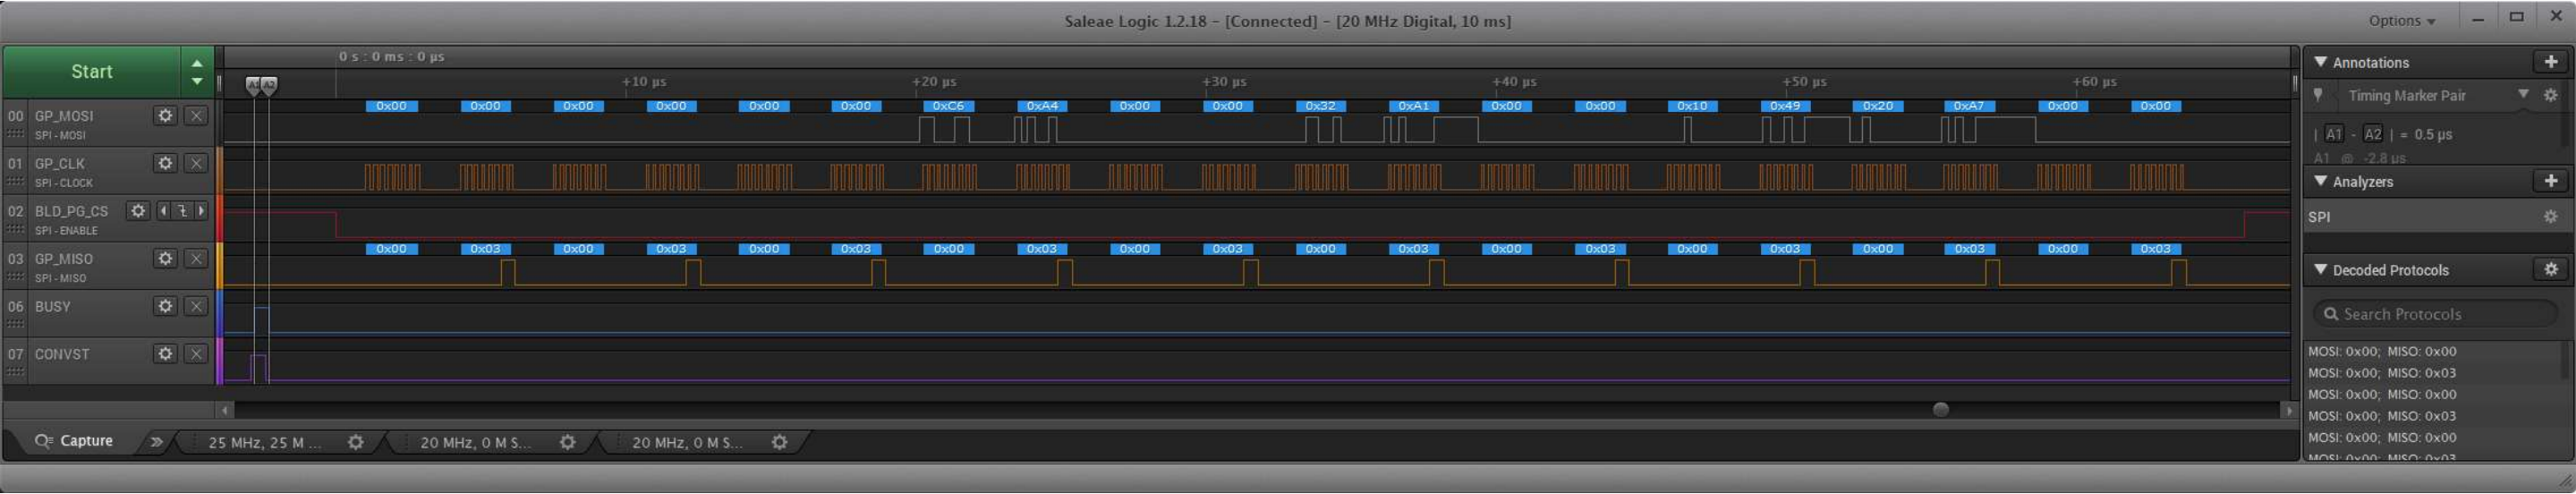 Saleae Logic 1.2.18 - [Connected] - [20 MHz Digital, 10 ms]
Options
Start
0 s : 0 ms : 0 µs
+10 µs +20 µs +30 µs +40 µs +50 µs +60 µs
A1 A2
00 GP_MOSI
SPI - MOSI
0x00 0x00 0x00 0x00 0x00 0x00 0xC6 0xA4 0x00 0x00 0x32 0xA1 0x00 0x00 0x10 0x49 0x20 0xA7 0x00 0x00
01 GP_CLK
SPI - CLOCK
02 BLD_PG_CS
SPI - ENABLE
03 GP_MISO
SPI - MISO
0x00 0x03 0x00 0x03 0x00 0x03 0x00 0x03 0x00 0x03 0x00 0x03 0x00 0x03 0x00 0x03 0x00 0x03 0x00 0x03
06 BUSY
07 CONVST
Capture
25 MHz, 25 M ...
20 MHz, 0 M S...
20 MHz, 0 M S...
Annotations
Timing Marker Pair
| A1 - A2 | = 0.5 µs
A1 @ -2.8 µs
Analyzers
SPI
Decoded Protocols
Search Protocols
MOSI: 0x00; MISO: 0x00
MOSI: 0x00; MISO: 0x03
MOSI: 0x00; MISO: 0x00
MOSI: 0x00; MISO: 0x03
MOSI: 0x00; MISO: 0x00
MOSI: 0x00; MISO: 0x03